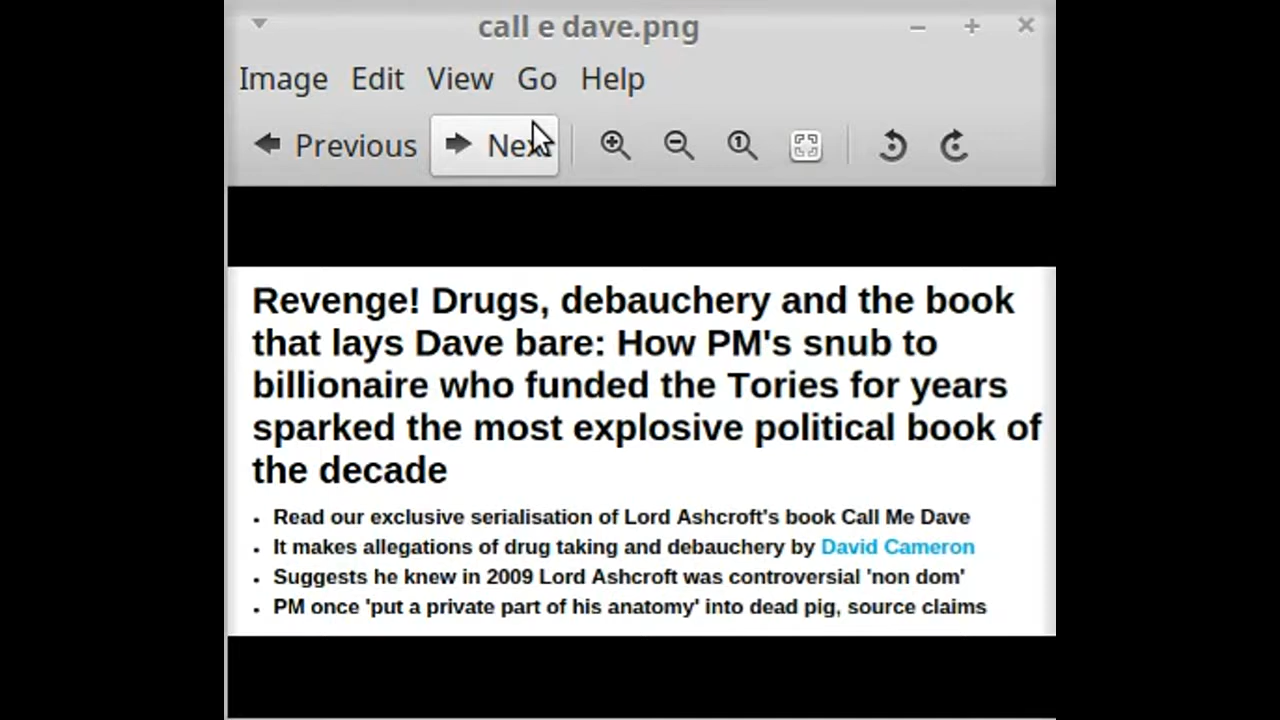 call e dave.png
Image Edit View Go Help
Previous
Revenge! Drugs, debauchery and the book
that lays Dave bare: How PM's snub to
billionaire who funded the Tories for years
sparked the most explosive political book of
the decade
• Read our exclusive serialisation of Lord Ashcroft's book Call Me Dave
• It makes allegations of drug taking and debauchery by David Cameron
• Suggests he knew in 2009 Lord Ashcroft was controversial 'non dom'
• PM once 'put a private part of his anatomy' into dead pig, source claims